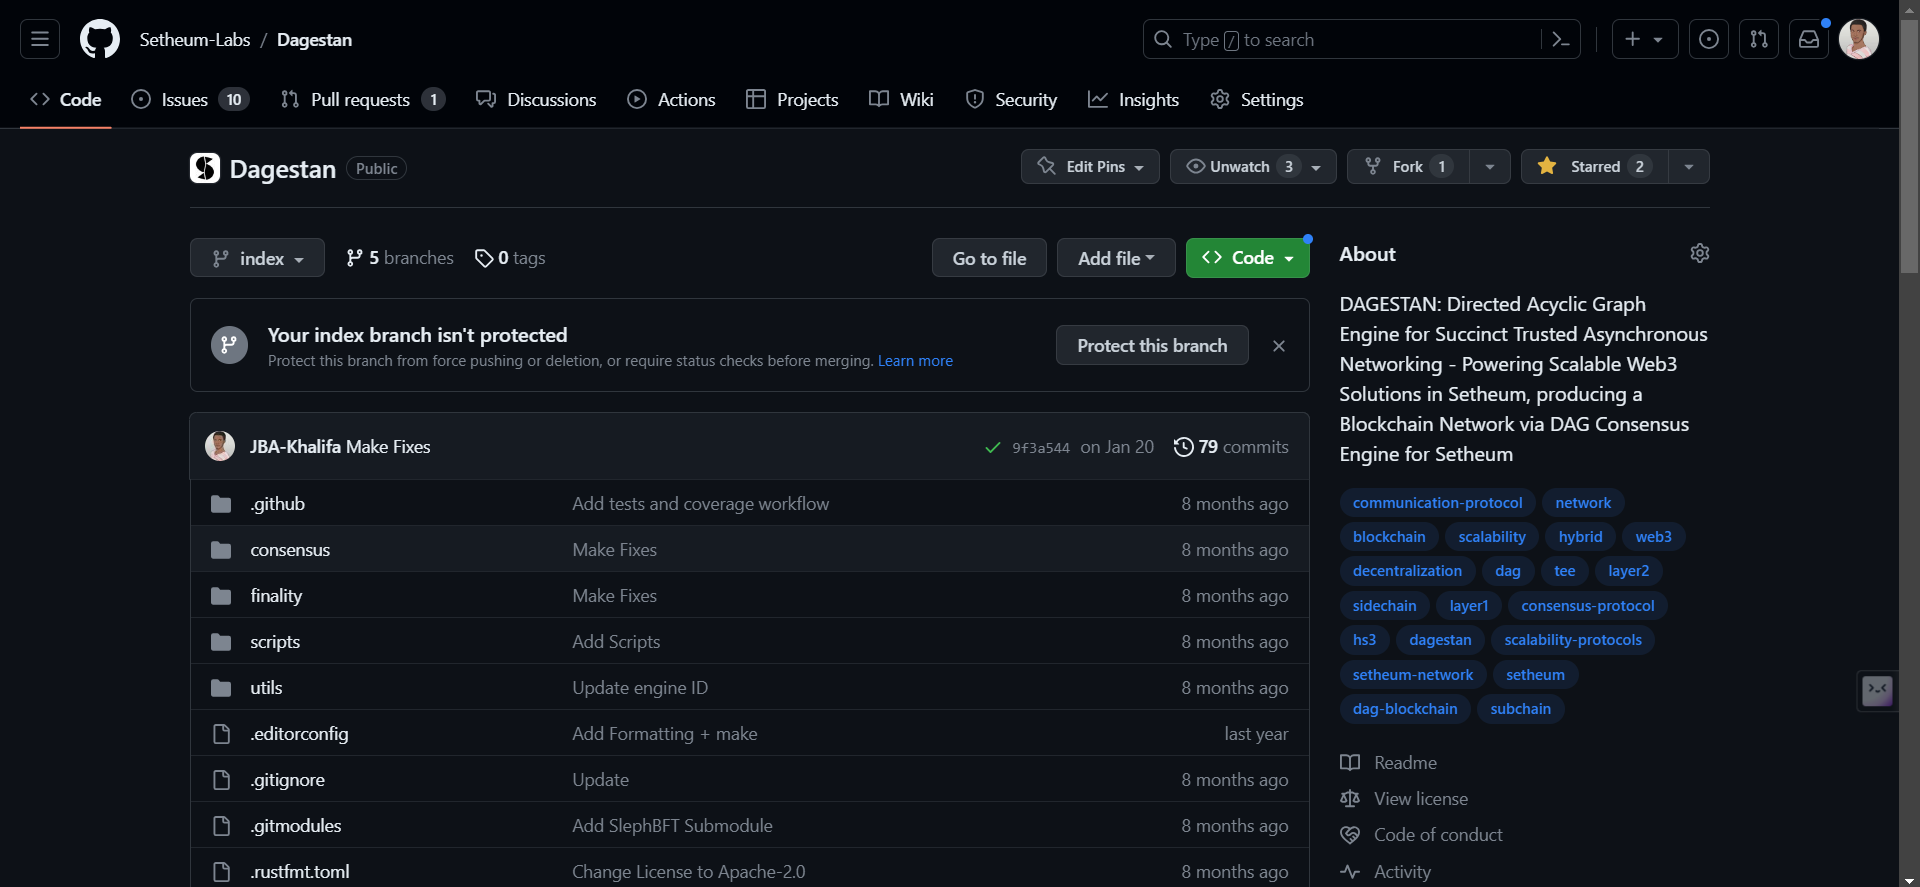 Setheum-Labs / Dagestan
Type / to search
Code
Issues 10
Pull requests 1
Discussions
Actions
Projects
Wiki
Security
Insights
Settings
Dagestan Public
Edit Pins
Unwatch 3
Fork 1
Starred 2
index
5 branches
0 tags
Go to file
Add file
Code
Your index branch isn't protected
Protect this branch from force pushing or deletion, or require status checks before merging. Learn more
Protect this branch
JBA-Khalifa Make Fixes
9f3a544 on Jan 20
79 commits
.github Add tests and coverage workflow 8 months ago
consensus Make Fixes 8 months ago
finality Make Fixes 8 months ago
scripts Add Scripts 8 months ago
utils Update engine ID 8 months ago
.editorconfig Add Formatting + make last year
.gitignore Update 8 months ago
.gitmodules Add SlephBFT Submodule 8 months ago
.rustfmt.toml Change License to Apache-2.0 8 months ago
About
DAGESTAN: Directed Acyclic Graph
Engine for Succinct Trusted Asynchronous
Networking - Powering Scalable Web3
Solutions in Setheum, producing a
Blockchain Network via DAG Consensus
Engine for Setheum
communication-protocol network
blockchain scalability hybrid web3
decentralization dag tee layer2
sidechain layer1 consensus-protocol
hs3 dagestan scalability-protocols
setheum-network setheum
dag-blockchain subchain
Readme
View license
Code of conduct
Activity